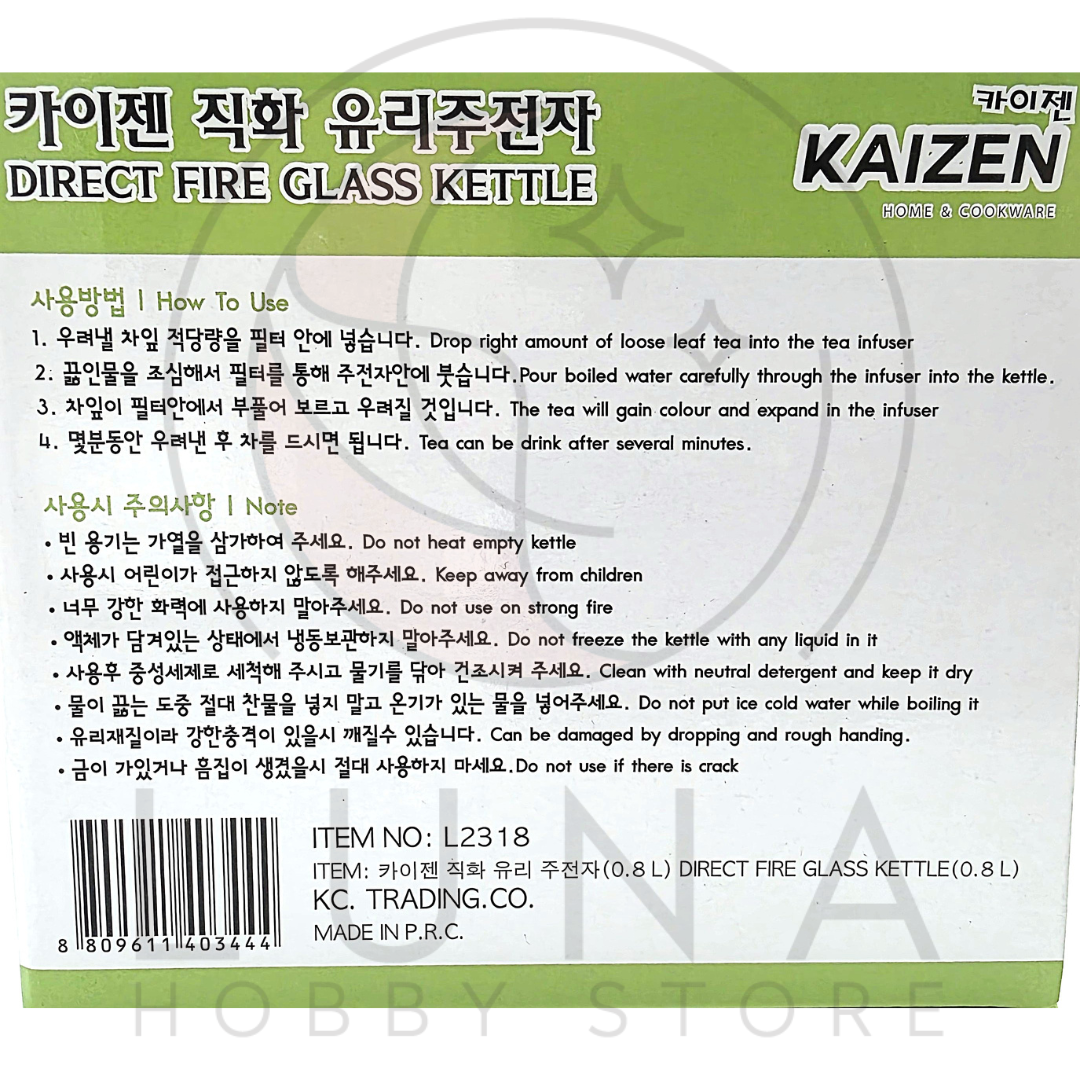 카이젠 직화 유리주전자
DIRECT FIRE GLASS KETTLE
카이젠
KAIZEN
HOME & COOKWARE
사용방법 | How To Use
1. 우려낼 차잎 적당량을 필터 안에 넣습니다. Drop right amount of loose leaf tea into the tea infuser
2. 끓인물을 조심해서 필터를 통해 주전자안에 붓습니다.Pour boiled water carefully through the infuser into the kettle.
3. 차잎이 필터안에서 부풀어 보르고 우려질 것입니다. The tea will gain colour and expand in the infuser
4. 몇분동안 우려낸 후 차를 드시면 됩니다. Tea can be drink after several minutes.
사용시 주의사항 | Note
• 빈 용기는 가열을 삼가하여 주세요. Do not heat empty kettle
• 사용시 어린이가 접근하지 않도록 해주세요. Keep away from children
• 너무 강한 화력에 사용하지 말아주세요. Do not use on strong fire
• 액체가 담겨있는 상태에서 냉동보관하지 말아주세요. Do not freeze the kettle with any liquid in it
• 사용후 중성세제로 세척해 주시고 물기를 닦아 건조시켜 주세요. Clean with neutral detergent and keep it dry
• 물이 끓는 도중 절대 찬물을 넣지 말고 온기가 있는 물을 넣어주세요. Do not put ice cold water while boiling it
• 유리재질이라 강한충격이 있을시 깨질수 있습니다. Can be damaged by dropping and rough handing.
• 금이 가있거나 흠집이 생겼을시 절대 사용하지 마세요.Do not use if there is crack
ITEM NO: L2318
ITEM: 카이젠 직화 유리 주전자(0.8 L) DIRECT FIRE GLASS KETTLE(0.8 L)
KC. TRADING.CO.
MADE IN P.R.C.
8 809611 403444
LUNA
HOBBY STORE